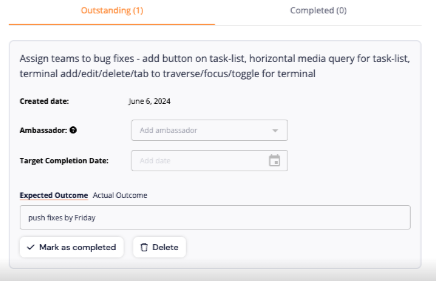 Outstanding (1) Completed (0)
Assign teams to bug fixes - add button on task-list, horizontal media query for task-list,
terminal add/edit/delete/tab to traverse/focus/toggle for terminal
Created date: June 6, 2024
Ambassador: Add ambassador
Target Completion Date: Add date
Expected Outcome Actual Outcome
push fixes by Friday
Mark as completed Delete